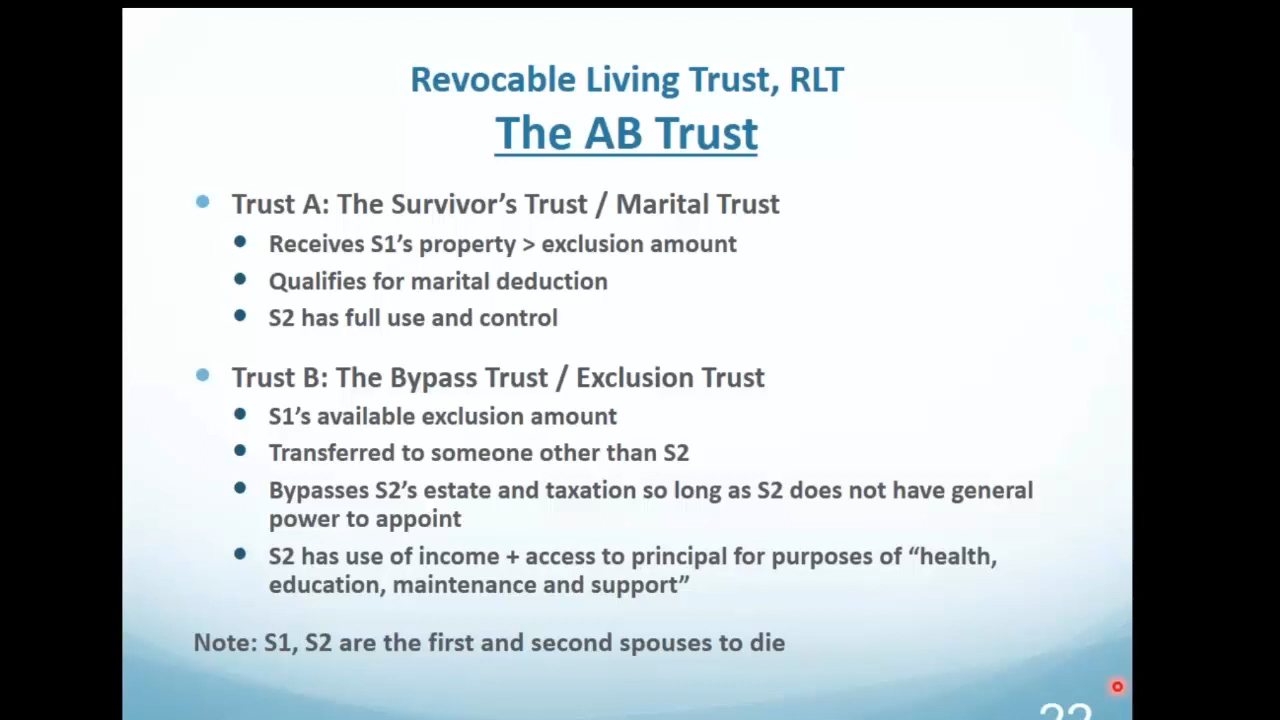 Revocable Living Trust, RLT
The AB Trust
Trust A: The Survivor’s Trust / Marital Trust
Receives S1’s property > exclusion amount
Qualifies for marital deduction
S2 has full use and control
Trust B: The Bypass Trust / Exclusion Trust
S1’s available exclusion amount
Transferred to someone other than S2
Bypasses S2’s estate and taxation so long as S2 does not have general
power to appoint
S2 has use of income + access to principal for purposes of “health,
education, maintenance and support”
Note: S1, S2 are the first and second spouses to die